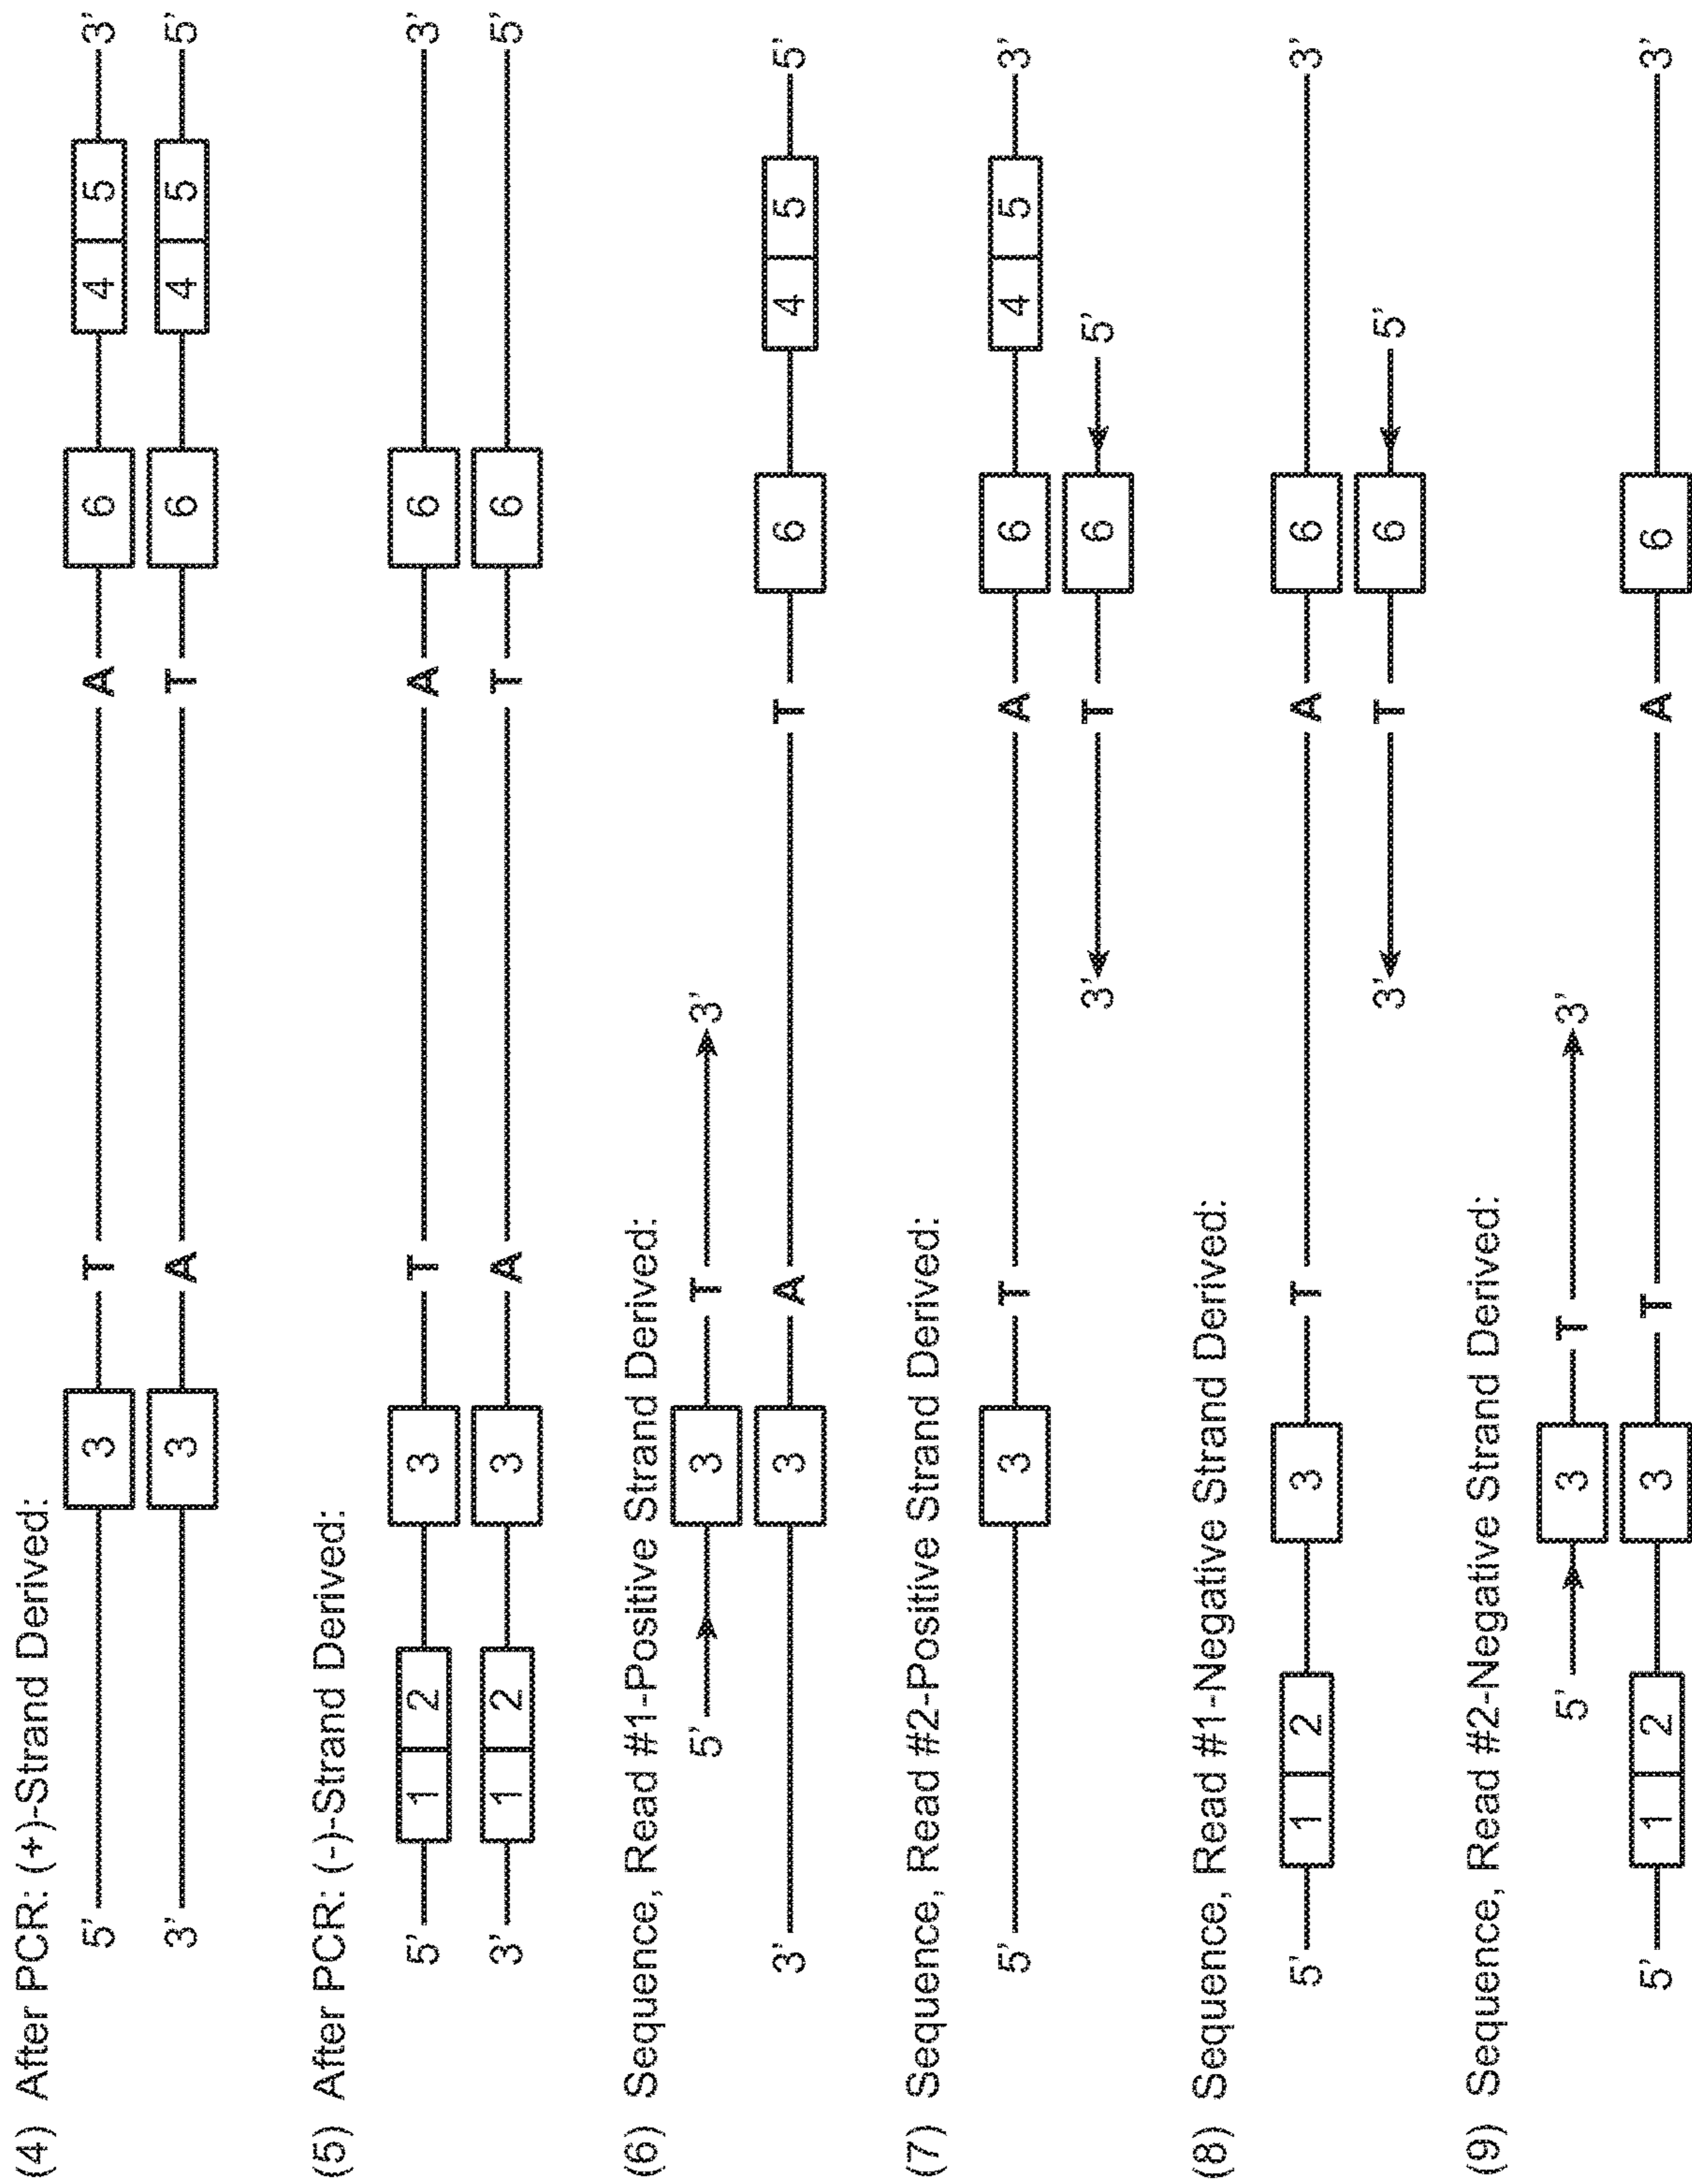 (4) After PCR: (+)-Strand Derived:
5' 3 T A 6 4 5 3'
3' 3 A T 6 4 5 5'
(5) After PCR: (-)-Strand Derived:
5' 1 2 3 T A 6 3'
3' 1 2 3 A T 6 5'
(6) Sequence, Read #1-Positive Strand Derived:
5' 3 T 3'
3' 3 A T 6 4 5 5'
(7) Sequence, Read #2-Positive Strand Derived:
5' 3 T A 6 4 5 3'
3' T 6 5'
(8) Sequence, Read #1-Negative Strand Derived:
5' 1 2 3 T A 6 3'
3' T 6 5'
(9) Sequence, Read #2-Negative Strand Derived:
5' 3 T 3'
5' 1 2 3 T A 6 3'